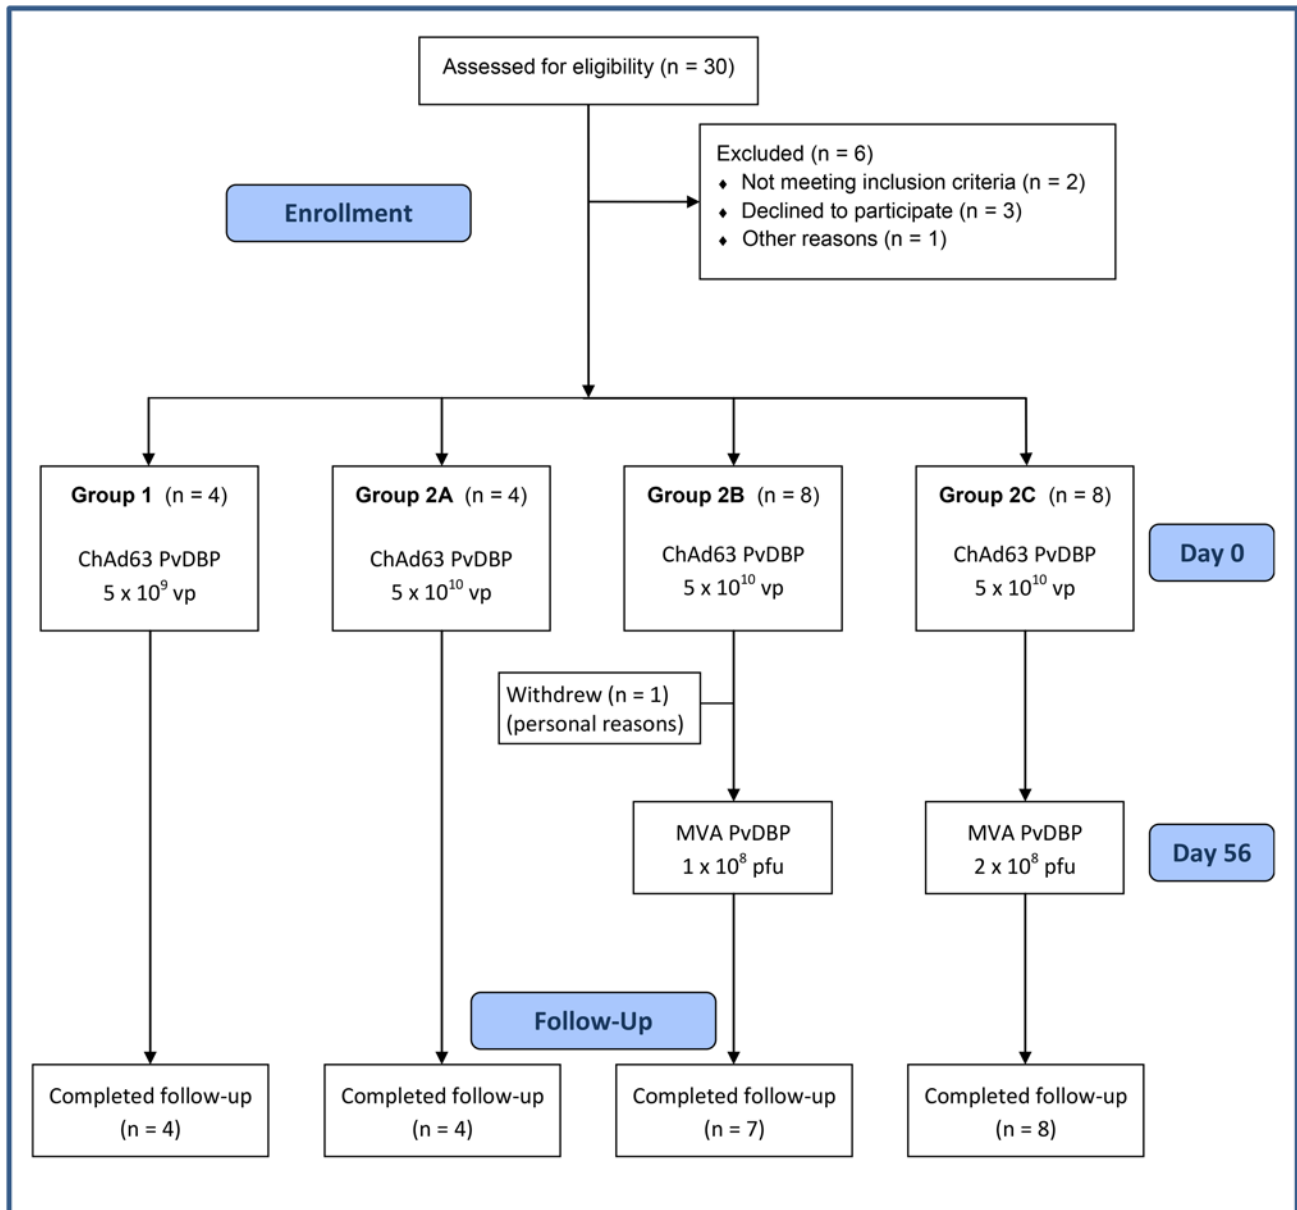 Assessed for eligibility (n = 30)
Excluded (n = 6)
♦ Not meeting inclusion criteria (n = 2)
♦ Declined to participate (n = 3)
♦ Other reasons (n = 1)
Enrollment
Group 1 (n = 4)
ChAd63 PvDBP
5 x 10⁹ vp
Group 2A (n = 4)
ChAd63 PvDBP
5 x 10¹⁰ vp
Group 2B (n = 8)
ChAd63 PvDBP
5 x 10¹⁰ vp
Group 2C (n = 8)
ChAd63 PvDBP
5 x 10¹⁰ vp
Day 0
Withdrew (n = 1)
(personal reasons)
MVA PvDBP
1 x 10⁸ pfu
MVA PvDBP
2 x 10⁸ pfu
Day 56
Follow-Up
Completed follow-up
(n = 4)
Completed follow-up
(n = 4)
Completed follow-up
(n = 7)
Completed follow-up
(n = 8)